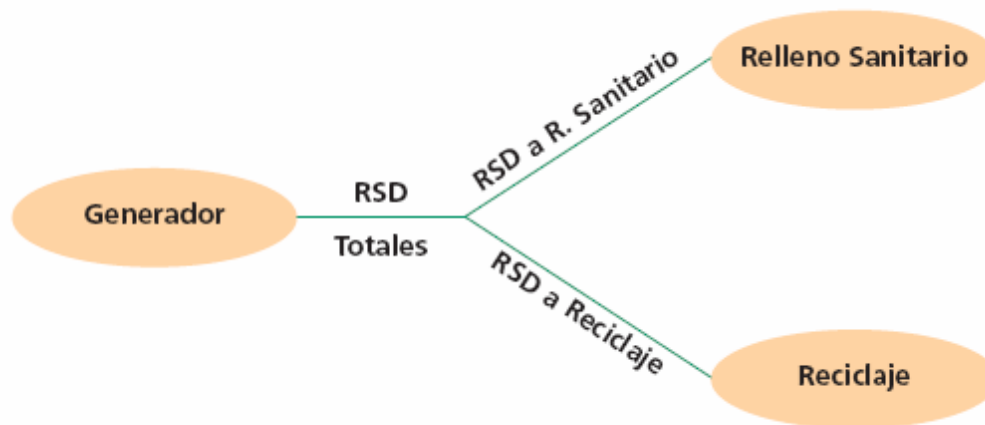 Generador
RSD
Totales
RSD a R. Sanitario
Relleno Sanitario
RSD a Reciclaje
Reciclaje